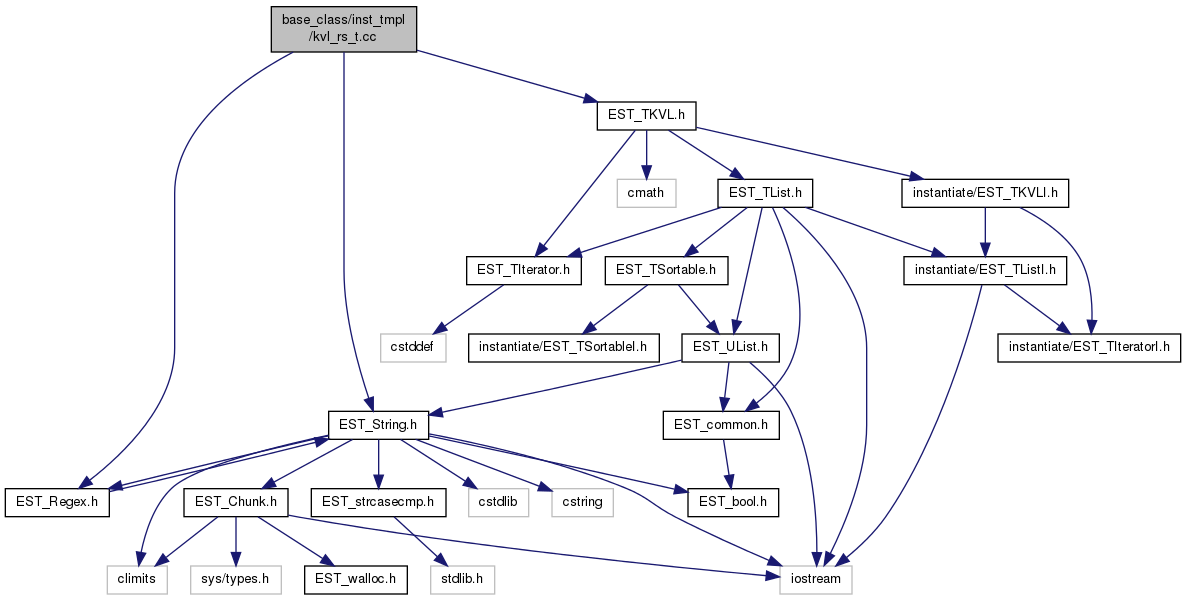 base_class/inst_tmpl
/kvl_rs_t.cc
EST_TKVL.h
cmath
EST_TList.h
instantiate/EST_TKVLI.h
EST_TIterator.h
EST_TSortable.h
instantiate/EST_TListI.h
cstddef
instantiate/EST_TSortableI.h
EST_UList.h
instantiate/EST_TIteratorI.h
EST_String.h
EST_common.h
EST_Regex.h
EST_Chunk.h
EST_strcasecmp.h
cstdlib
cstring
EST_bool.h
climits
sys/types.h
EST_walloc.h
stdlib.h
iostream